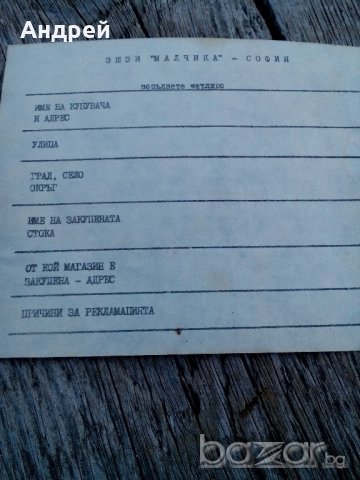 Андрей
ЗШЗИ "МАЛЧИКА" - СОФИЯ
попълнете четливо
ИМЕ НА КУПУВАЧА
И АДРЕС
УЛИЦА
ГРАД, СЕЛО
ОКРЪГ
ИМЕ НА ЗАКУПЕНАТА
СТОКА
ОТ КОЙ МАГАЗИН Е
ЗАКУПЕНА - АДРЕС
ПРИЧИНИ ЗА РЕКЛАМАЦИЯТА
bazar.bg